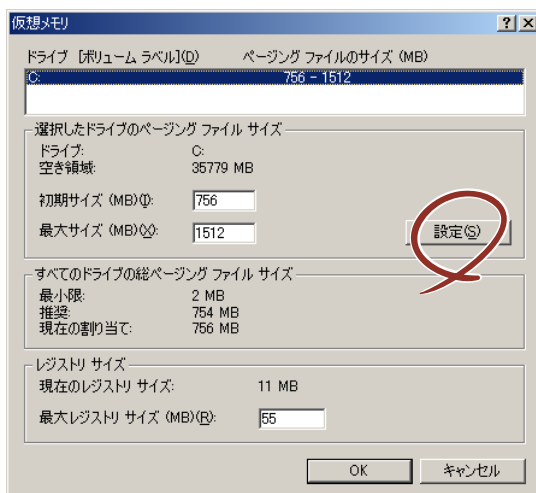 仮想メモリ
ドライブ [ボリューム ラベル](D) ページング ファイルのサイズ (MB)
C: 756 - 1512
選択したドライブのページング ファイル サイズ
ドライブ: C:
空き領域: 35779 MB
初期サイズ (MB)(I): 756
最大サイズ (MB)(X): 1512
設定(S)
すべてのドライブの総ページング ファイル サイズ
最小限: 2 MB
推奨: 754 MB
現在の割り当て: 756 MB
レジストリ サイズ
現在のレジストリ サイズ: 11 MB
最大レジストリ サイズ (MB)(R): 55
OK キャンセル